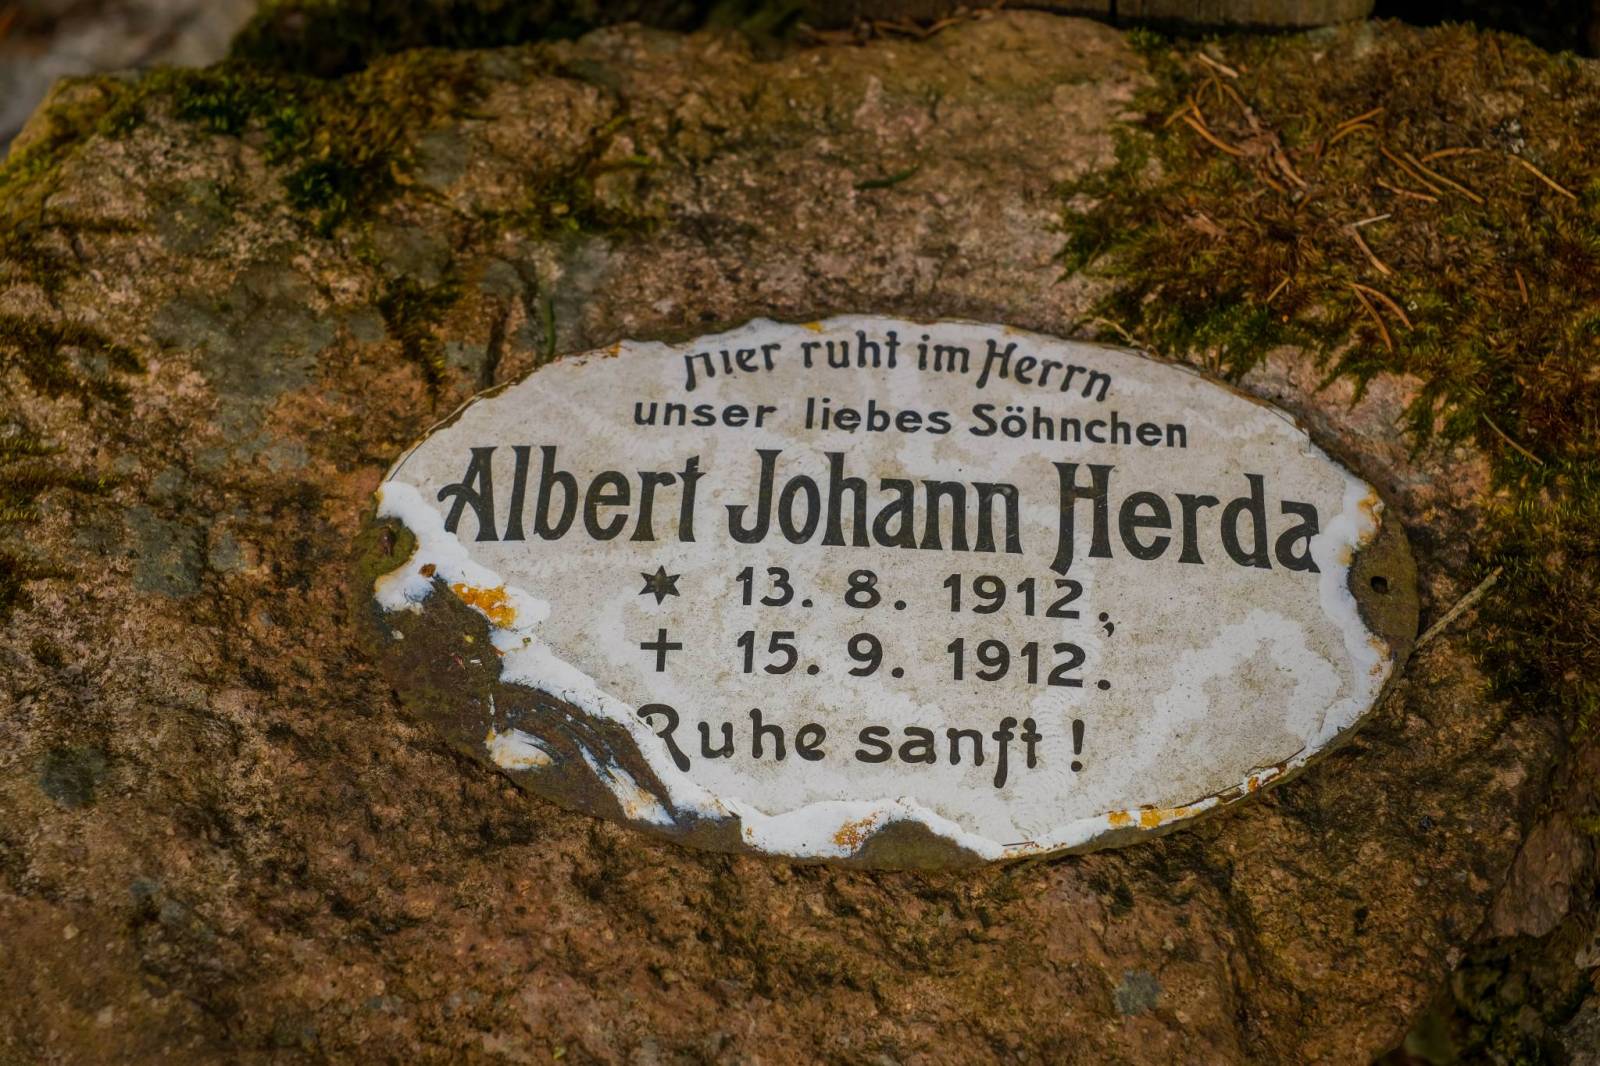 Hier ruht im Herrn
unser liebes Söhnchen
Albert Johann Herda
✶ 13. 8. 1912,
+ 15. 9. 1912.
Ruhe sanft !